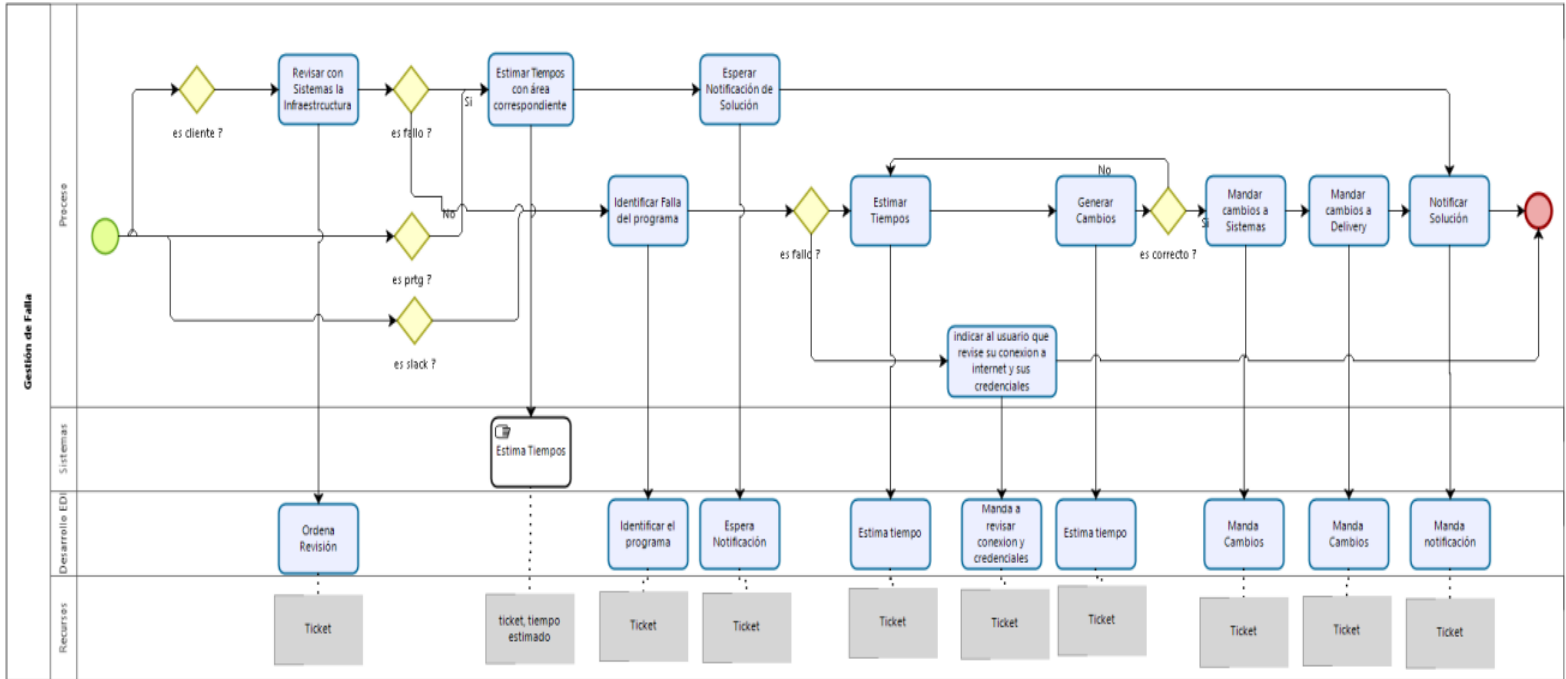 Gestión de Falla
Proceso
es cliente ?
Revisar con
Sistemas la
Infraestrcuctura
es fallo ?
Si
No
Estimar Tiempos
con área
correspondiente
Esperar
Notificación de
Solución
es prtg ?
es slack ?
Identificar Falla
del programa
es fallo ?
Estimar
Tiempos
Generar
Cambios
No
es correcto ?
Si
Mandar
cambios a
Sistemas
Mandar
cambios a
Delivery
Notificar
Solución
indicar al usuario que
revise su conexion a
internet y sus
credenciales
Sistemas
Estima Tiempos
Desarrollo EDI
Ordena
Revisión
Identificar el
programa
Espera
Notificación
Estima tiempo
Manda a
revisar
conexion y
credenciales
Estima tiempo
Manda
Cambios
Manda
Cambios
Manda
notificación
Recursos
Ticket
ticket, tiempo
estimado
Ticket
Ticket
Ticket
Ticket
Ticket
Ticket
Ticket
Ticket